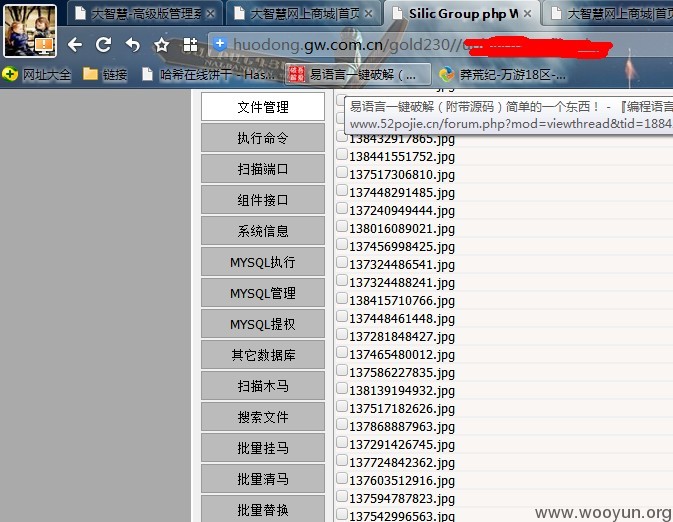 大智慧-高级版管理系
大智慧网上商城|首页
Silic Group php W
大智慧网上商城|首页
huodong.gw.com.cn/gold230//
网址大全
链接
哈希在线饼干 - Has...
易语言一键破解（...
莽荒纪-万游18区-...
易语言一键破解（附带源码）简单的一个东西！ - 『编程语言
www.52pojie.cn/forum.php?mod=viewthread&tid=1884
文件管理
执行命令
扫描端口
组件接口
系统信息
MYSQL执行
MYSQL管理
MYSQL提权
其它数据库
扫描木马
搜索文件
批量挂马
批量清马
批量替换
138432917865.jpg
138441551752.jpg
137517306810.jpg
137448291485.jpg
137240949444.jpg
138016089021.jpg
137456998425.jpg
137324486541.jpg
137324488241.jpg
138415710766.jpg
137448461448.jpg
137281848427.jpg
137465480012.jpg
137586227835.jpg
138139194932.jpg
137517182626.jpg
137868887963.jpg
137291426745.jpg
137724842362.jpg
137603512916.jpg
137594787823.jpg
137542996563.jpg
www.wooyun.org